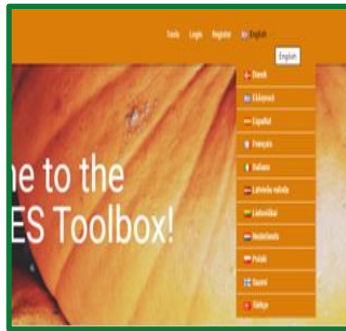 Tools Login Register English
English
Dansk
Ελληνικά
Español
Français
Italiano
Latviešu valoda
Lietuviškai
Nederlands
Polski
Suomi
Türkçe
ne to the
ES Toolbox!